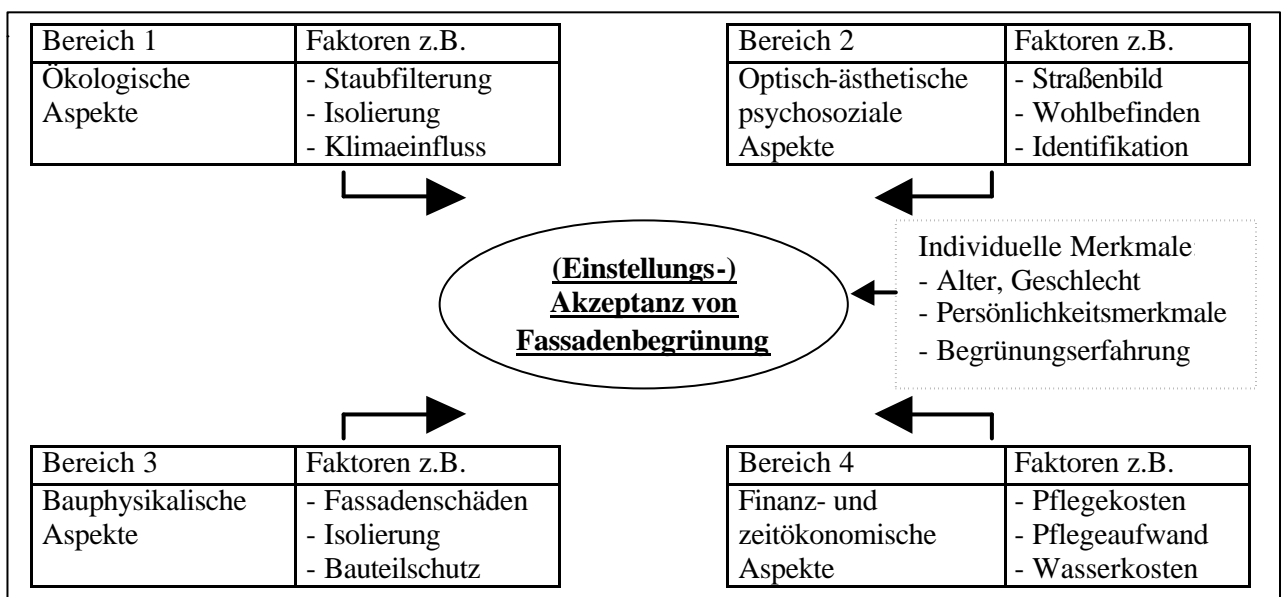 Bereich 1
Faktoren z.B.
Ökologische
Aspekte
- Staubfilterung
- Isolierung
- Klimaeinfluss
Bereich 2
Faktoren z.B.
Optisch-ästhetische
psychosoziale
Aspekte
- Straßenbild
- Wohlbefinden
- Identifikation
(Einstellungs-)
Akzeptanz von
Fassadenbegrünung
Individuelle Merkmale:
- Alter, Geschlecht
- Persönlichkeitsmerkmale
- Begrünungserfahrung
Bereich 3
Faktoren z.B.
Bauphysikalische
Aspekte
- Fassadenschäden
- Isolierung
- Bauteilschutz
Bereich 4
Faktoren z.B.
Finanz- und
zeitökonomische
Aspekte
- Pflegekosten
- Pflegeaufwand
- Wasserkosten